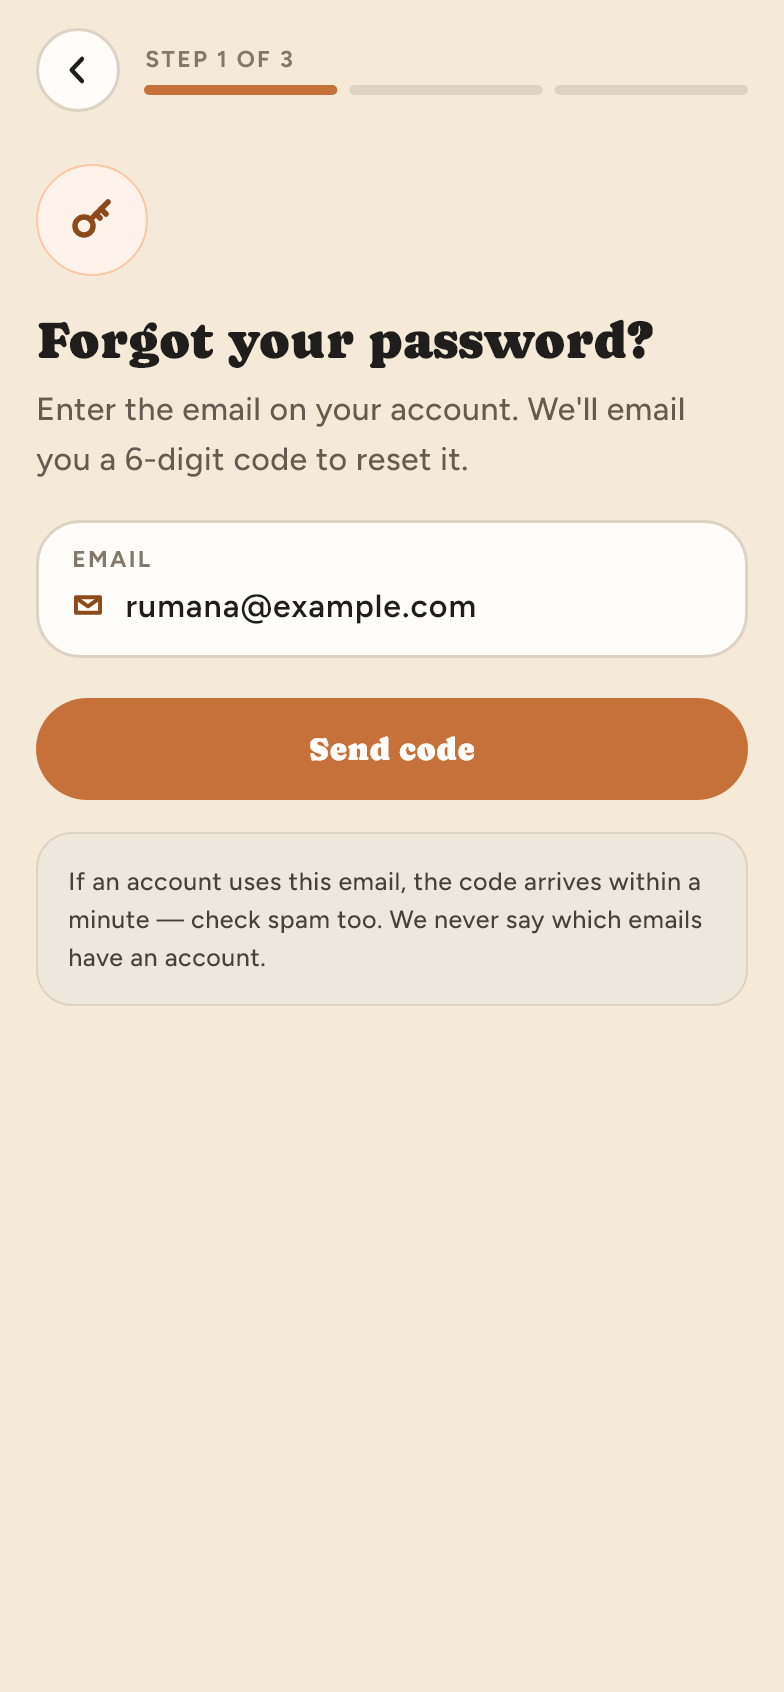 STEP 1 OF 3
Forgot your password?
Enter the email on your account. We'll email
you a 6-digit code to reset it.
EMAIL
rumana@example.com
Send code
If an account uses this email, the code arrives within a
minute — check spam too. We never say which emails
have an account.